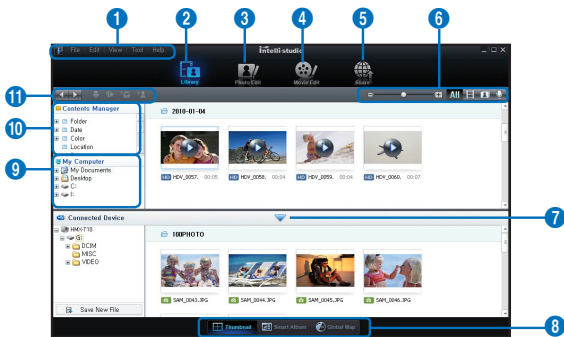 1 2 3 4 5 6
File Edit View Tool Help
Intelli-studio
Library Photo Edit Movie Edit Share
11
All
Contents Manager
10
Folder
Date
Color
Location
2010-01-04
HD HDV_0057. 00:05 HD HDV_0058. 00:04 HD HDV_0059. 00:04 HD HDV_0060. 00:07
9
My Computer
My Documents
Desktop
C:
I:
Connected Device
7
HMX-T10
G:
DCIM
MISC
VIDEO
100PHOTO
SAM_0043.JPG SAM_0044.JPG SAM_0045.JPG SAM_0046.JPG
Save New File
Thumbnail Smart Album Global Map
8